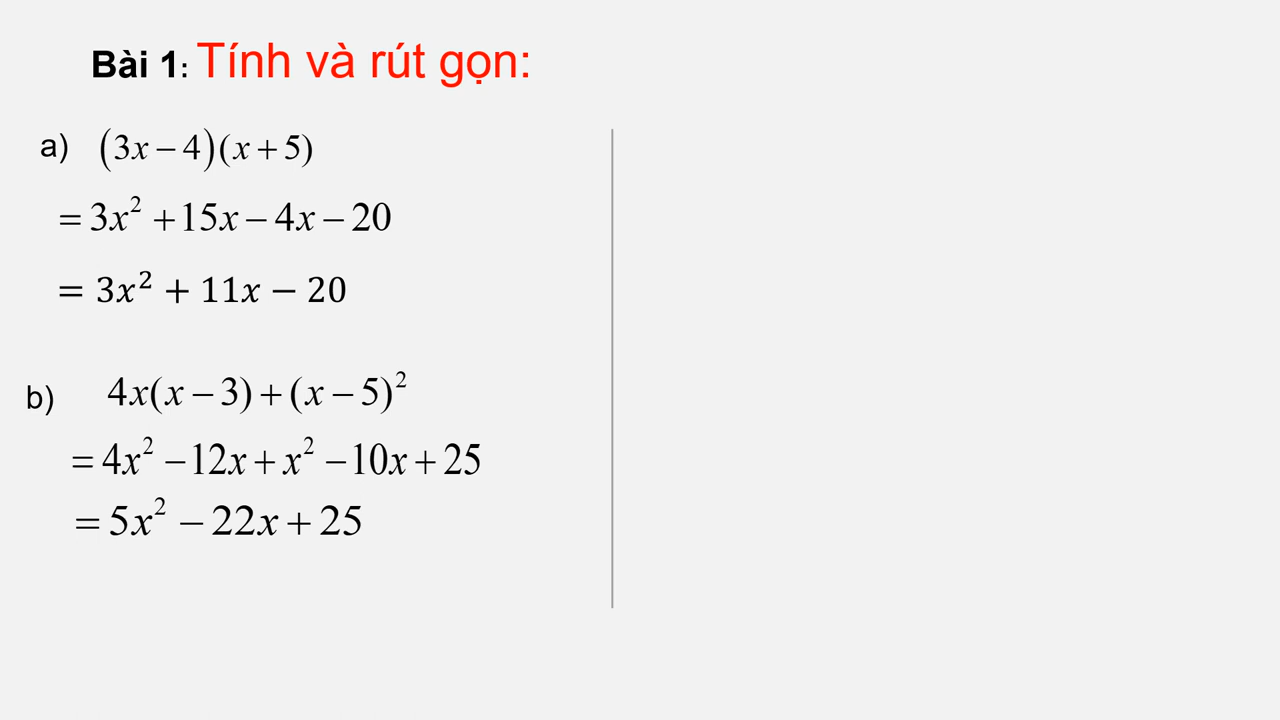 Bài 1: Tính và rút gọn:
a) (3x − 4)(x + 5)
= 3x² + 15x − 4x − 20
= 3x² + 11x − 20
b) 4x(x − 3) + (x − 5)²
= 4x² − 12x + x² − 10x + 25
= 5x² − 22x + 25